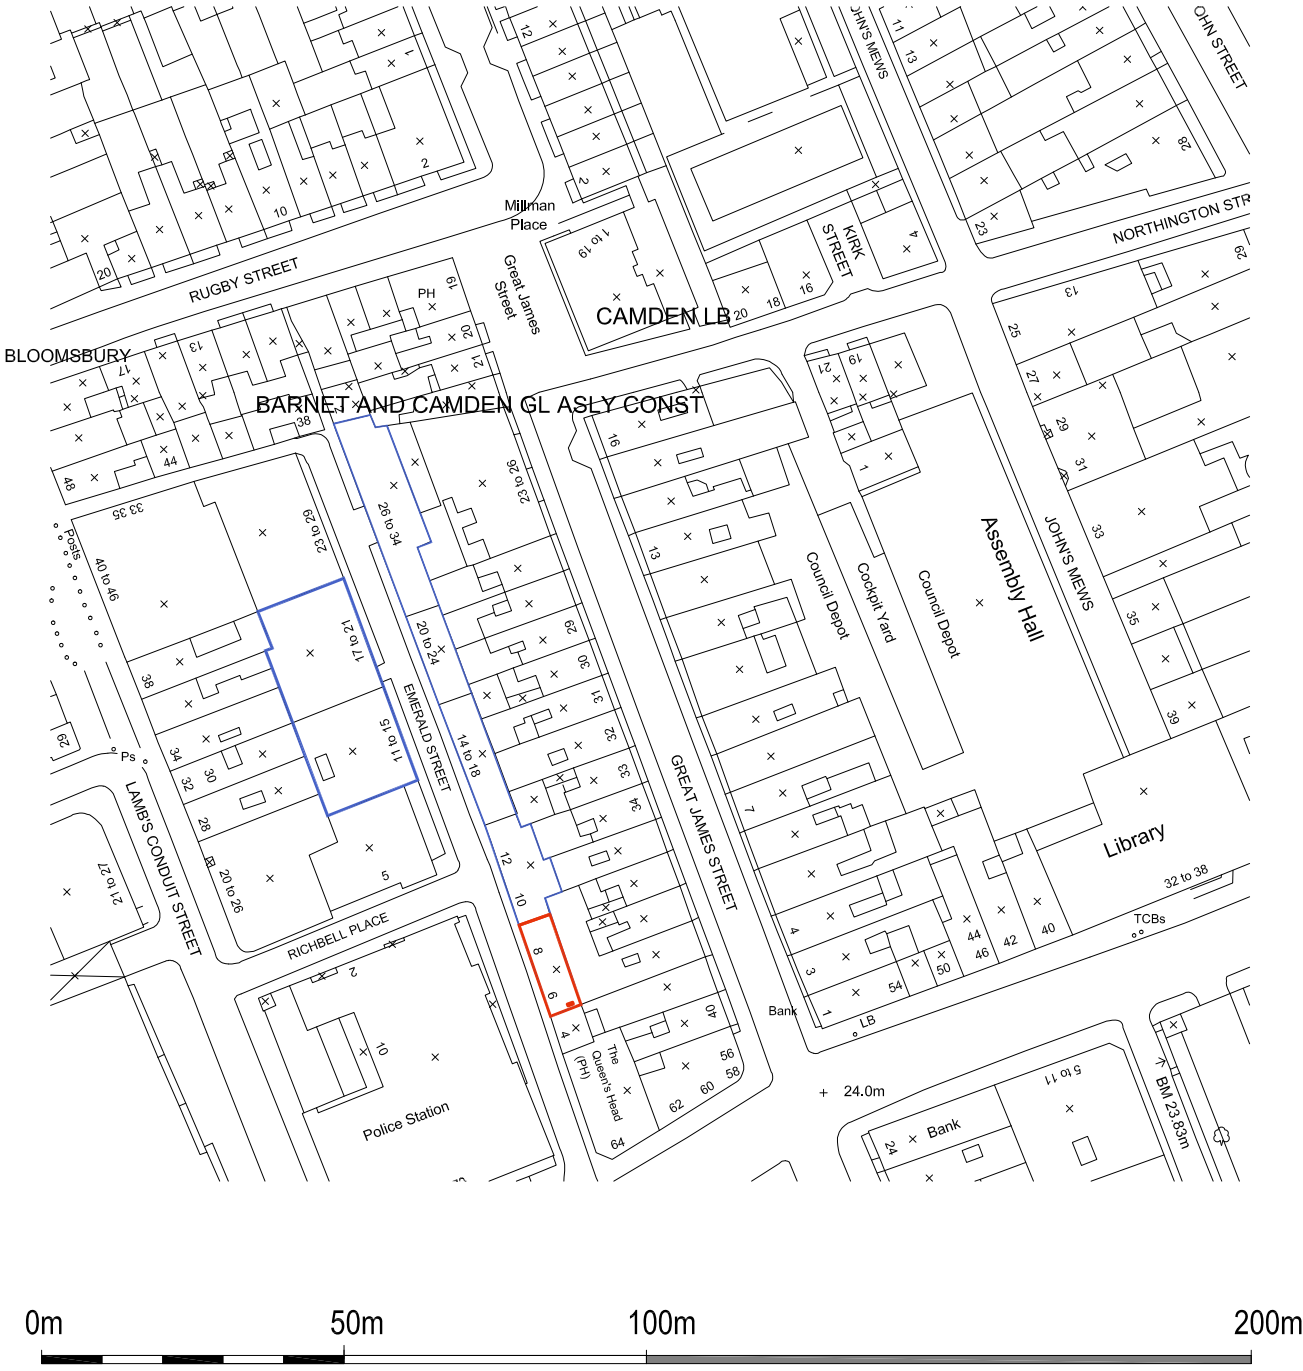 12
JOHN'S MEWS
11
13
JOHN STREET
1
2
28
2
10
Millman
Place
1 to 19
KIRK
STREET
4
23
NORTHINGTON STR
29
20
RUGBY STREET
PH
19
Great James
Street
20
18
16
13
CAMDEN LB
20
25
BLOOMSBURY
13
17
21
21
19
27
BARNET AND CAMDEN GL ASLY CONST
38
16
29
44
48
1
31
23 to 26
26 to 34
33 35
23 to 29
Posts
40 to 46
13
33
Assembly Hall
JOHN'S MEWS
Council Depot
Cockpit Yard
Council Depot
17 to 21
20 to 24
29
35
30
38
EMERALD STREET
31
39
29
11 to 15
32
Ps
34
30
32
14 to 18
33
GREAT JAMES STREET
34
7
LAMB'S CONDUIT STREET
28
Library
21 to 27
20 to 26
5
12
10
32 to 38
RICHBELL PLACE
4
44
42
40
TCBs
8
3
46
50
2
54
6
Bank
1
LB
40
4
10
The
Queen's Head
(PH)
56
58
60
62
64
24.0m
5 to 11
BM 23.83m
Police Station
Bank
24
0m
50m
100m
200m